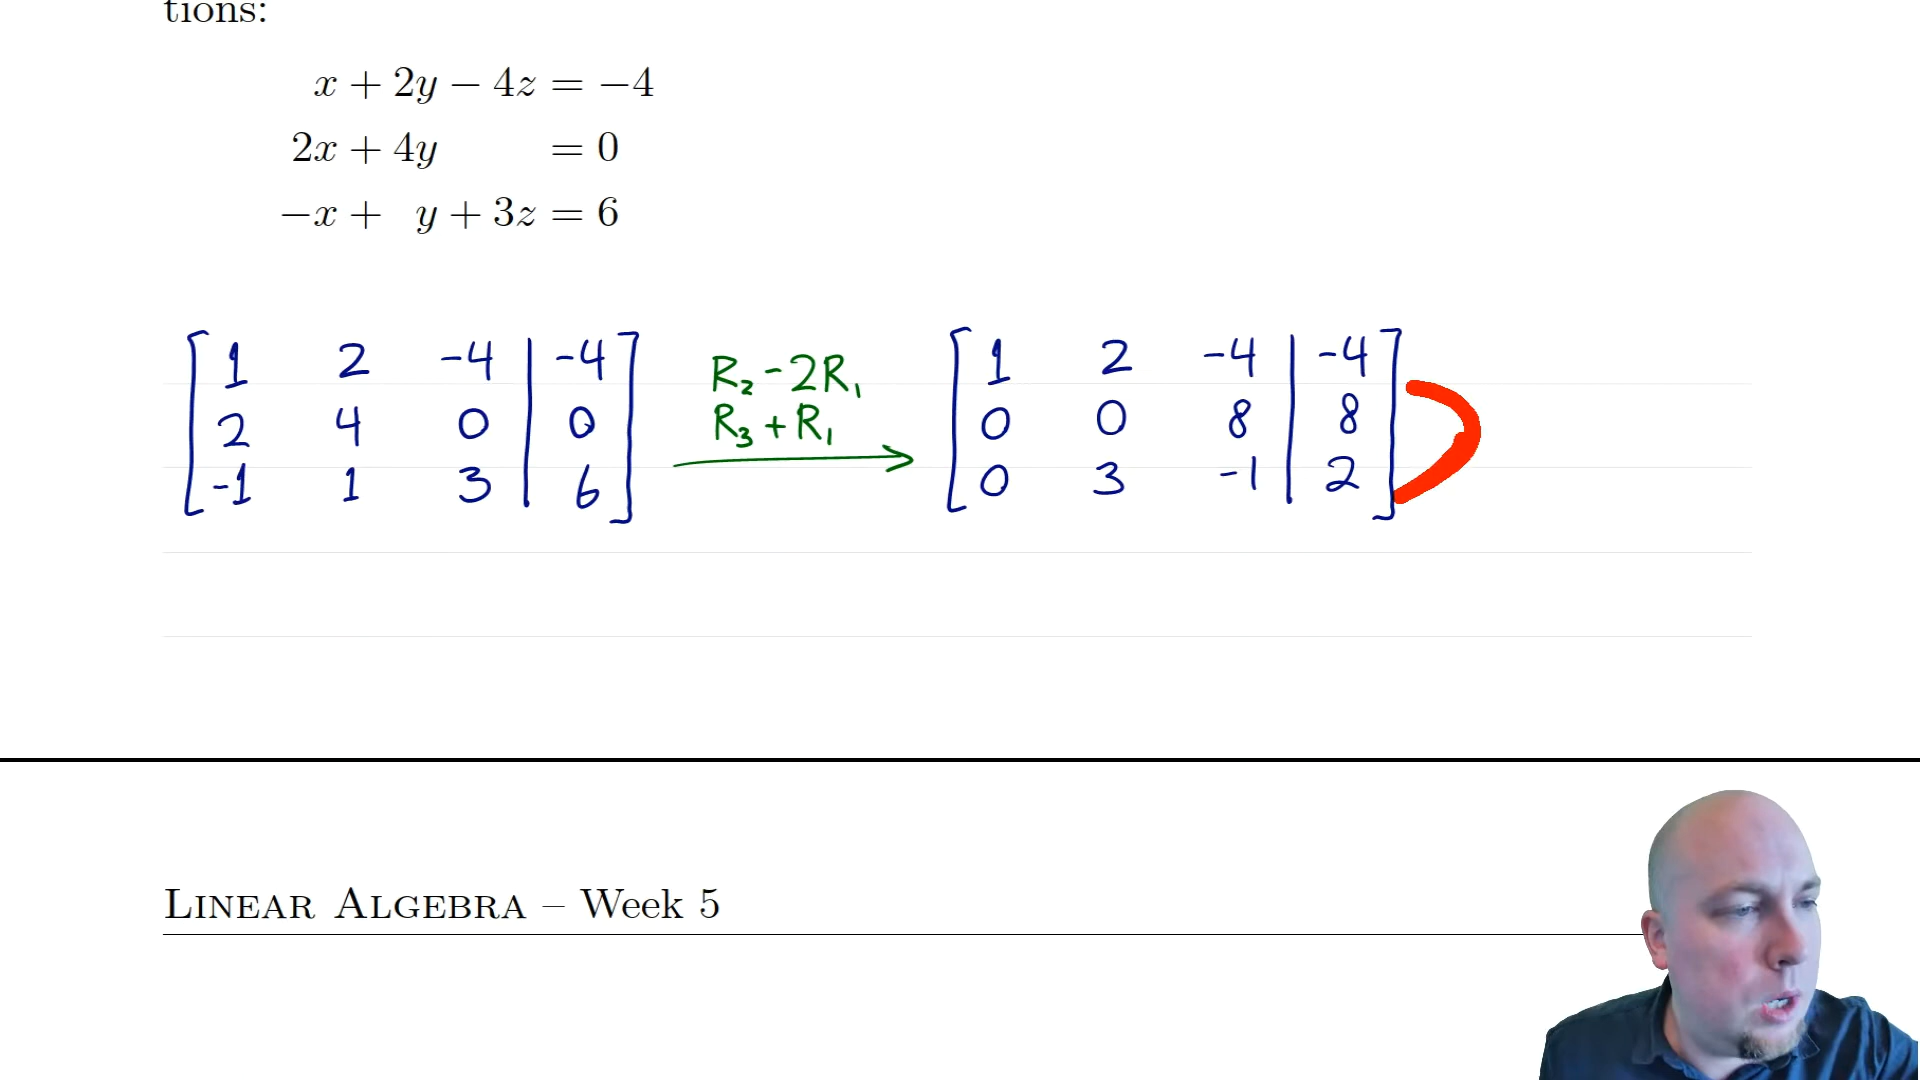 tions:
x + 2y − 4z = −4
2x + 4y = 0
−x + y + 3z = 6
[ 1 2 -4 | -4 ] R₂ - 2R₁ [ 1 2 -4 | -4 ]
[ 2 4 0 | 0 ] R₃ + R₁ [ 0 0 8 | 8 ]
[ -1 1 3 | 6 ] → [ 0 3 -1 | 2 ]
LINEAR ALGEBRA – Week 5